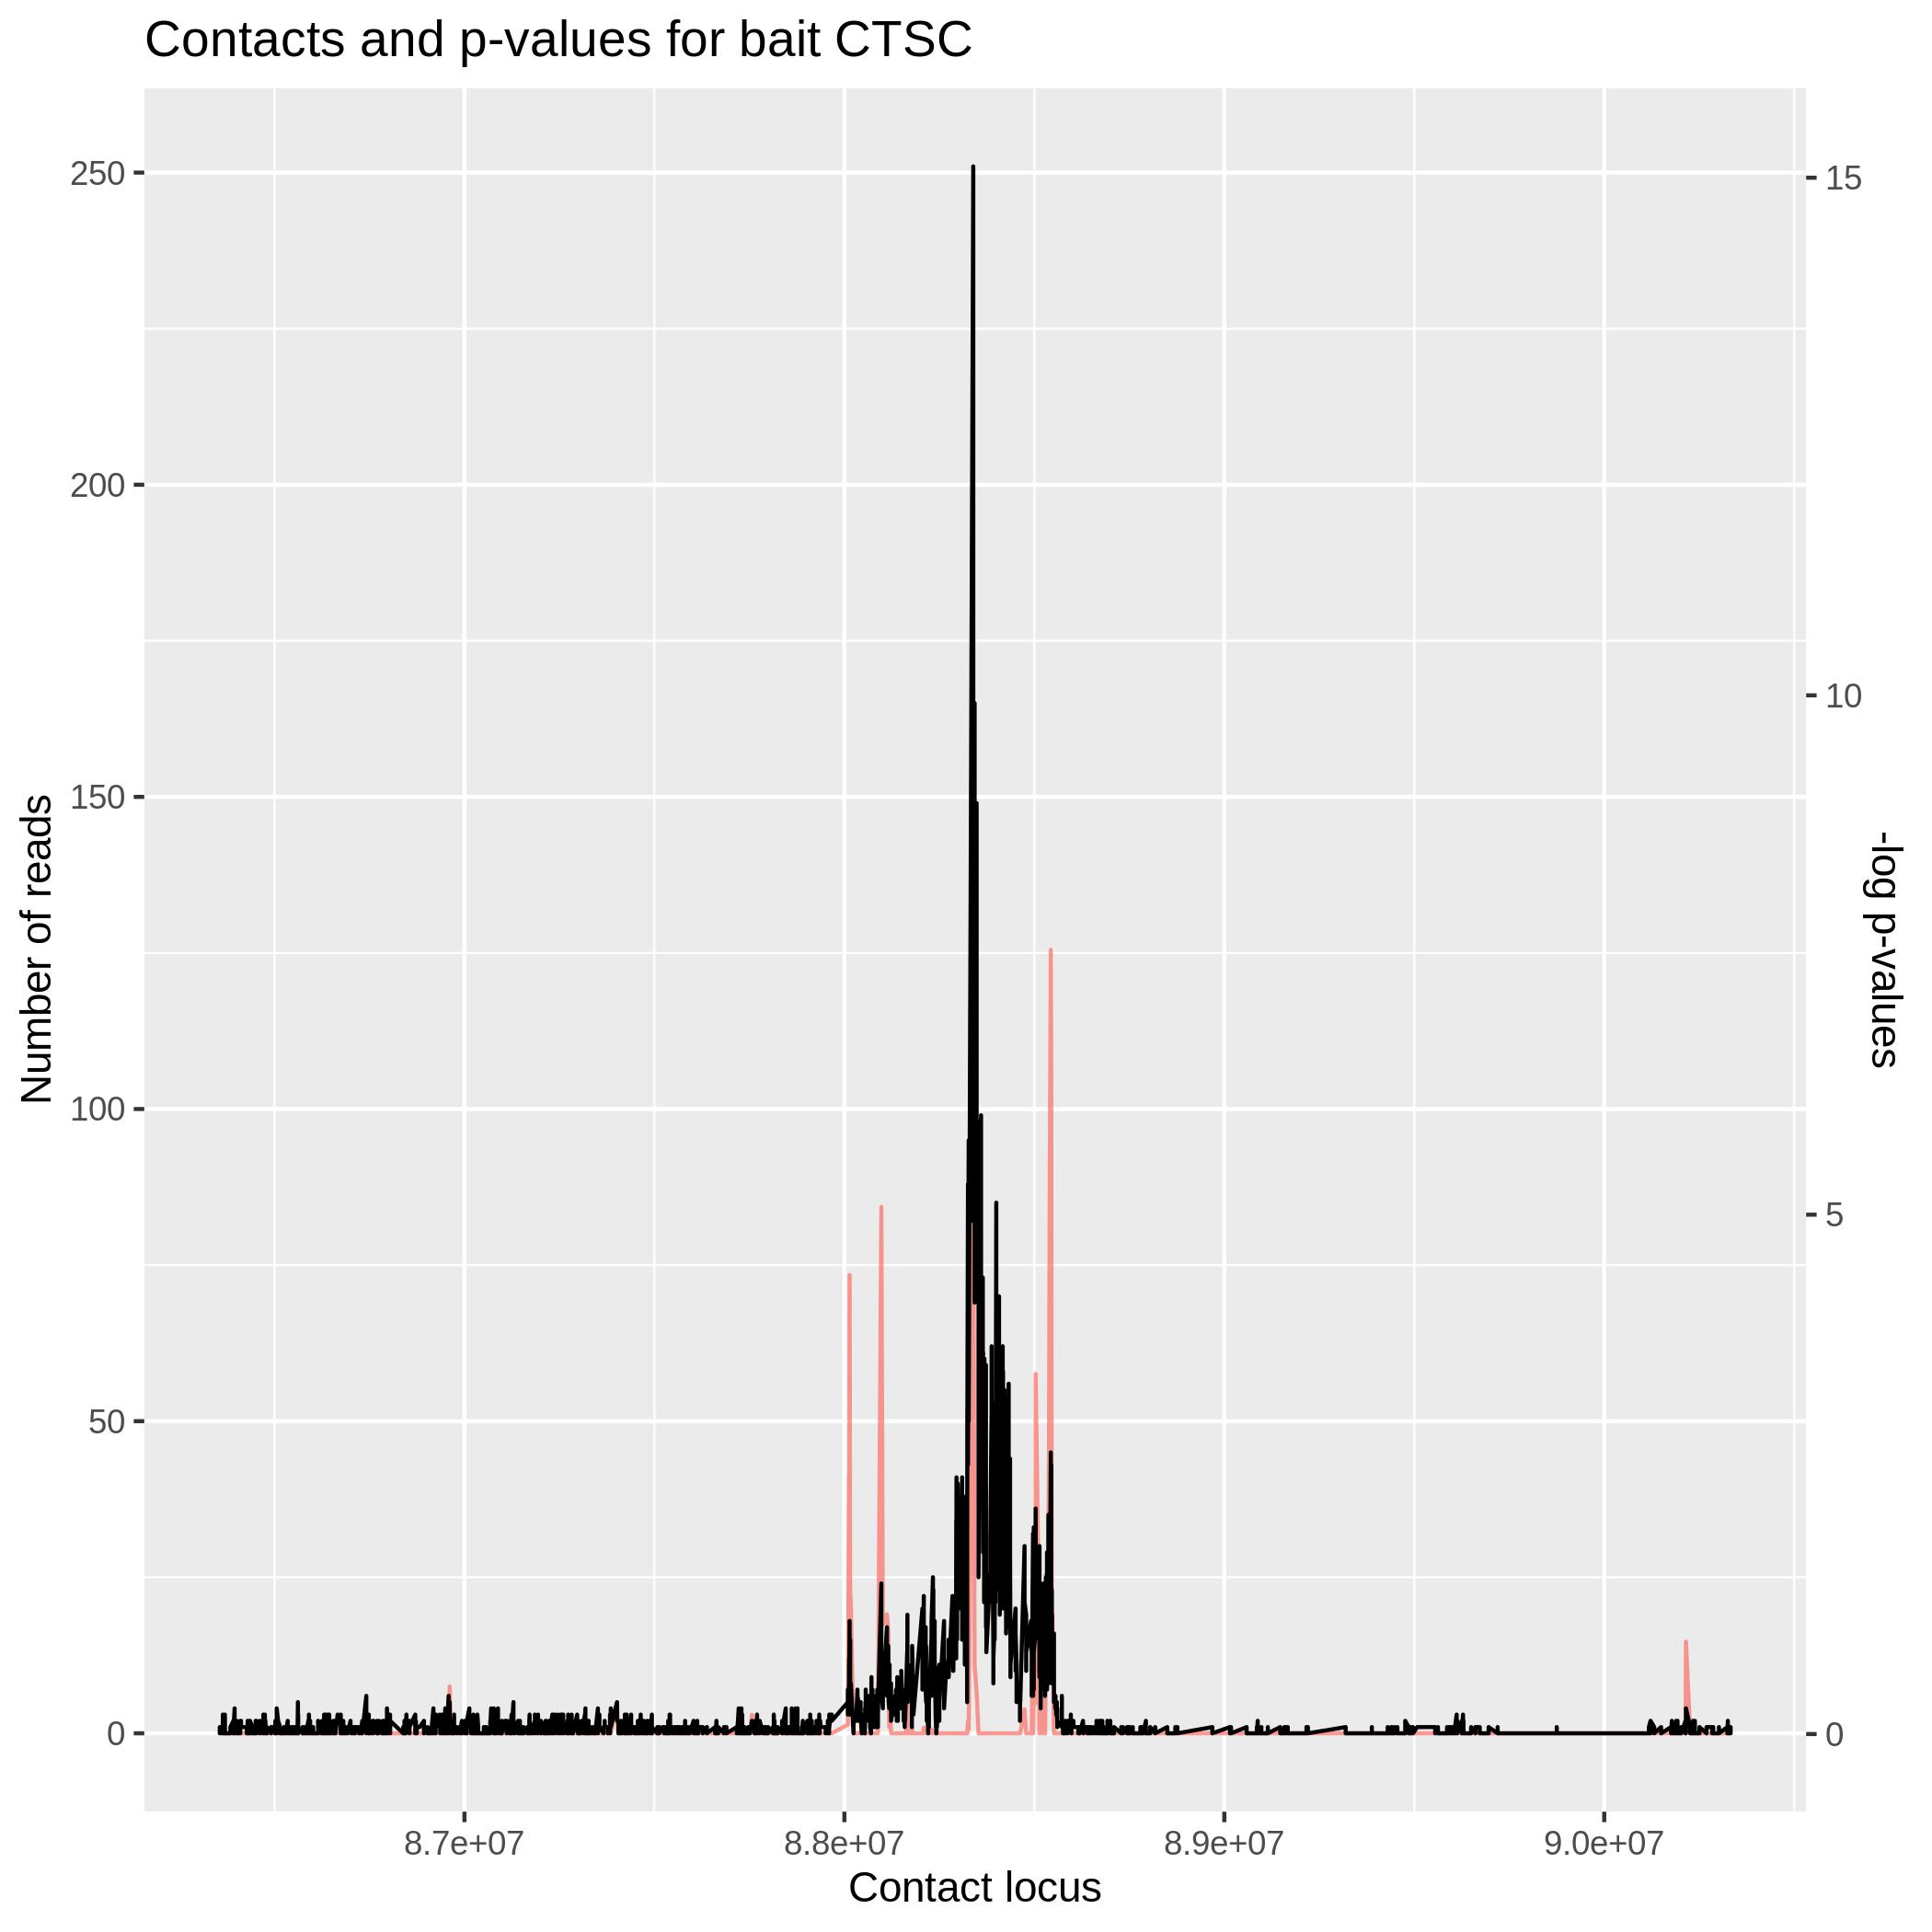 Contacts and p-values for bait CTSC
Number of reads
250
200
150
100
50
0
15
10
5
0
-log p-values
8.7e+07
8.8e+07
8.9e+07
9.0e+07
Contact locus